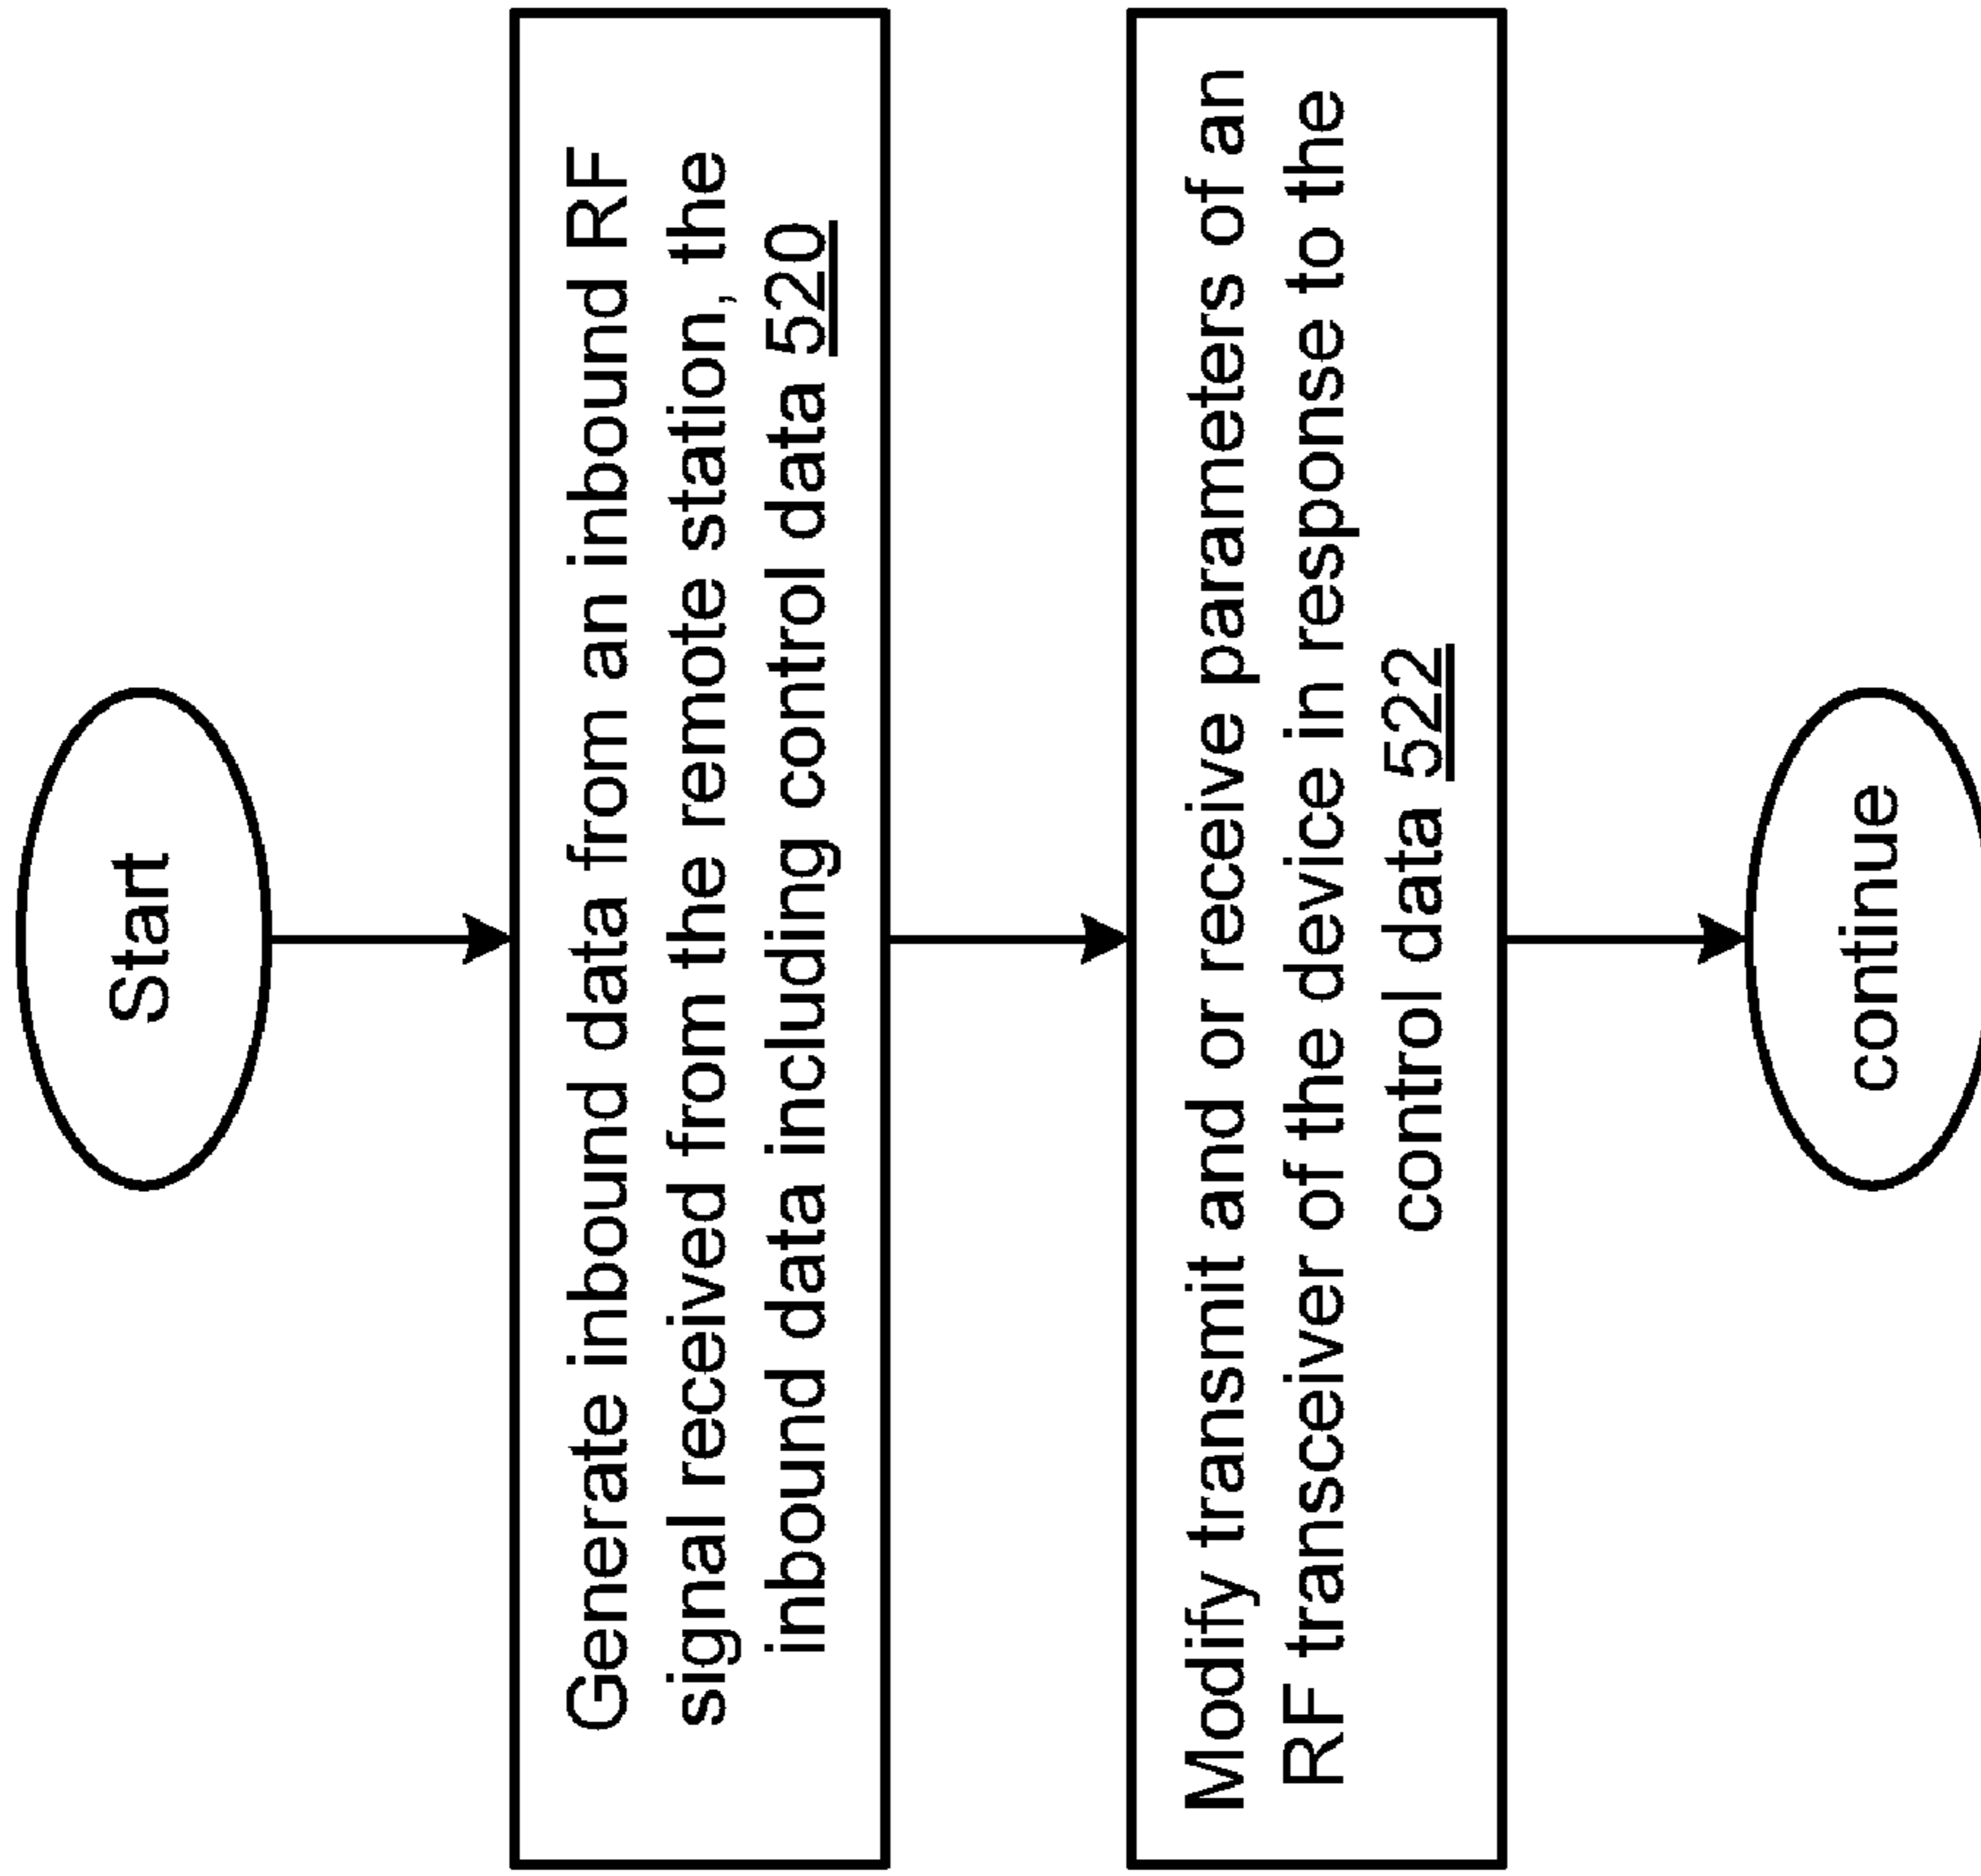 Start
Generate inbound data from an inbound RF
signal received from the remote station, the
inbound data including control data 520
Modify transmit and or receive parameters of an
RF transceiver of the device in response to the
control data 522
continue